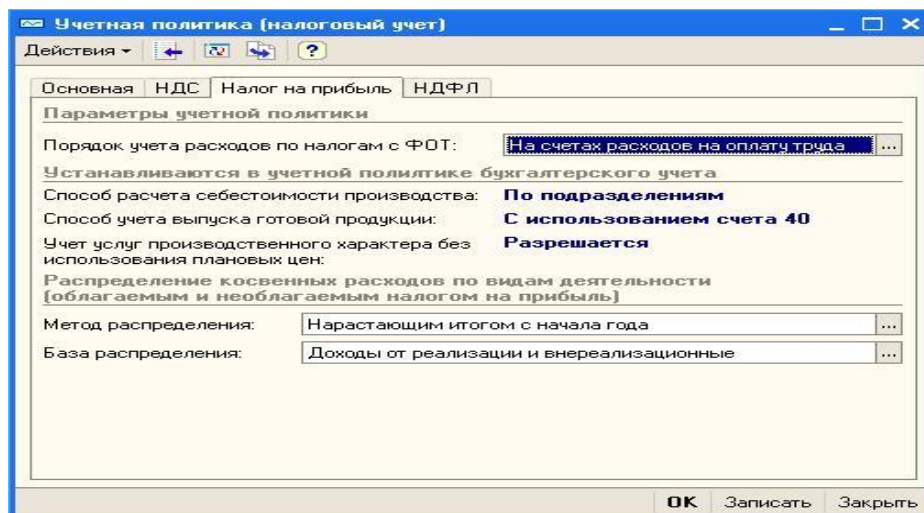 Учетная политика (налоговый учет)
Действия
Основная НДС Налог на прибыль НДФЛ
Параметры учетной политики
Порядок учета расходов по налогам с ФОТ: На счетах расходов на оплату труда ...
Устанавливаются в учетной полилтике бухгалтерского учета
Способ расчета себестоимости производства: По подразделениям
Способ учета выпуска готовой продукции: С использованием счета 40
Учет услуг производственного характера без Разрешается
использования плановых цен:
Распределение косвенных расходов по видам деятельности
(облагаемым и необлагаемым налогом на прибыль)
Метод распределения: Нарастающим итогом с начала года ...
База распределения: Доходы от реализации и внереализационные ...
OK Записать Закрыть